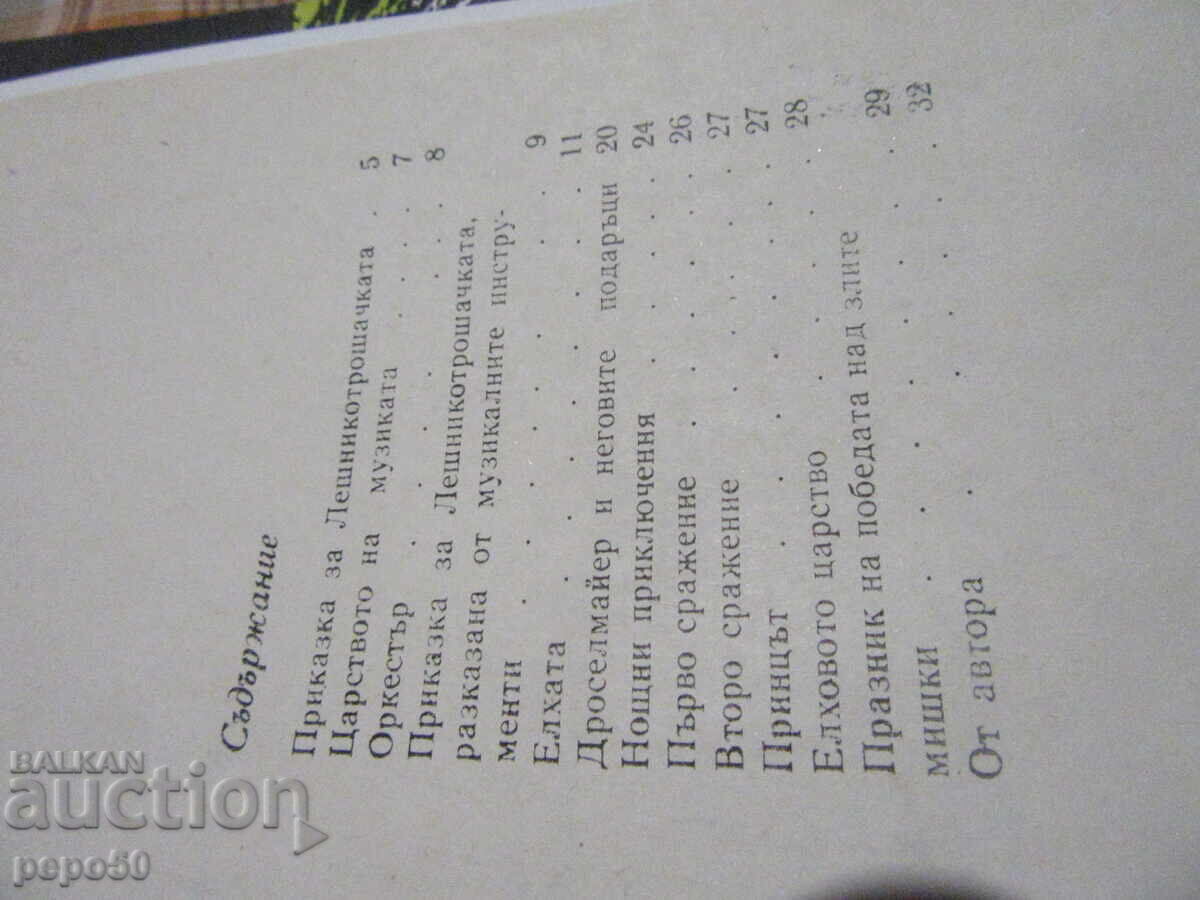 Съдържание
Приказка за Лешникотрошачката . 5
Царството на музиката . . . . 7
Оркестър . . . . . . 8
Приказка за Лешникотрошачката,
разказана от музикалните инстру-
менти . . . . . . . 9
Елхата . . . . . . . 11
Дроселмайер и неговите подаръци 20
Нощни приключения . . . . . 24
Първо сражение . . . . . . 26
Второ сражение . . . . . . 27
Принцът . . . . . . . 27
Елховото царство . . . . . . 28
Празник на победата над злите
мишки . . . . . . . 29
От автора . . . . . . 32
BALKAN
auction
pepo50